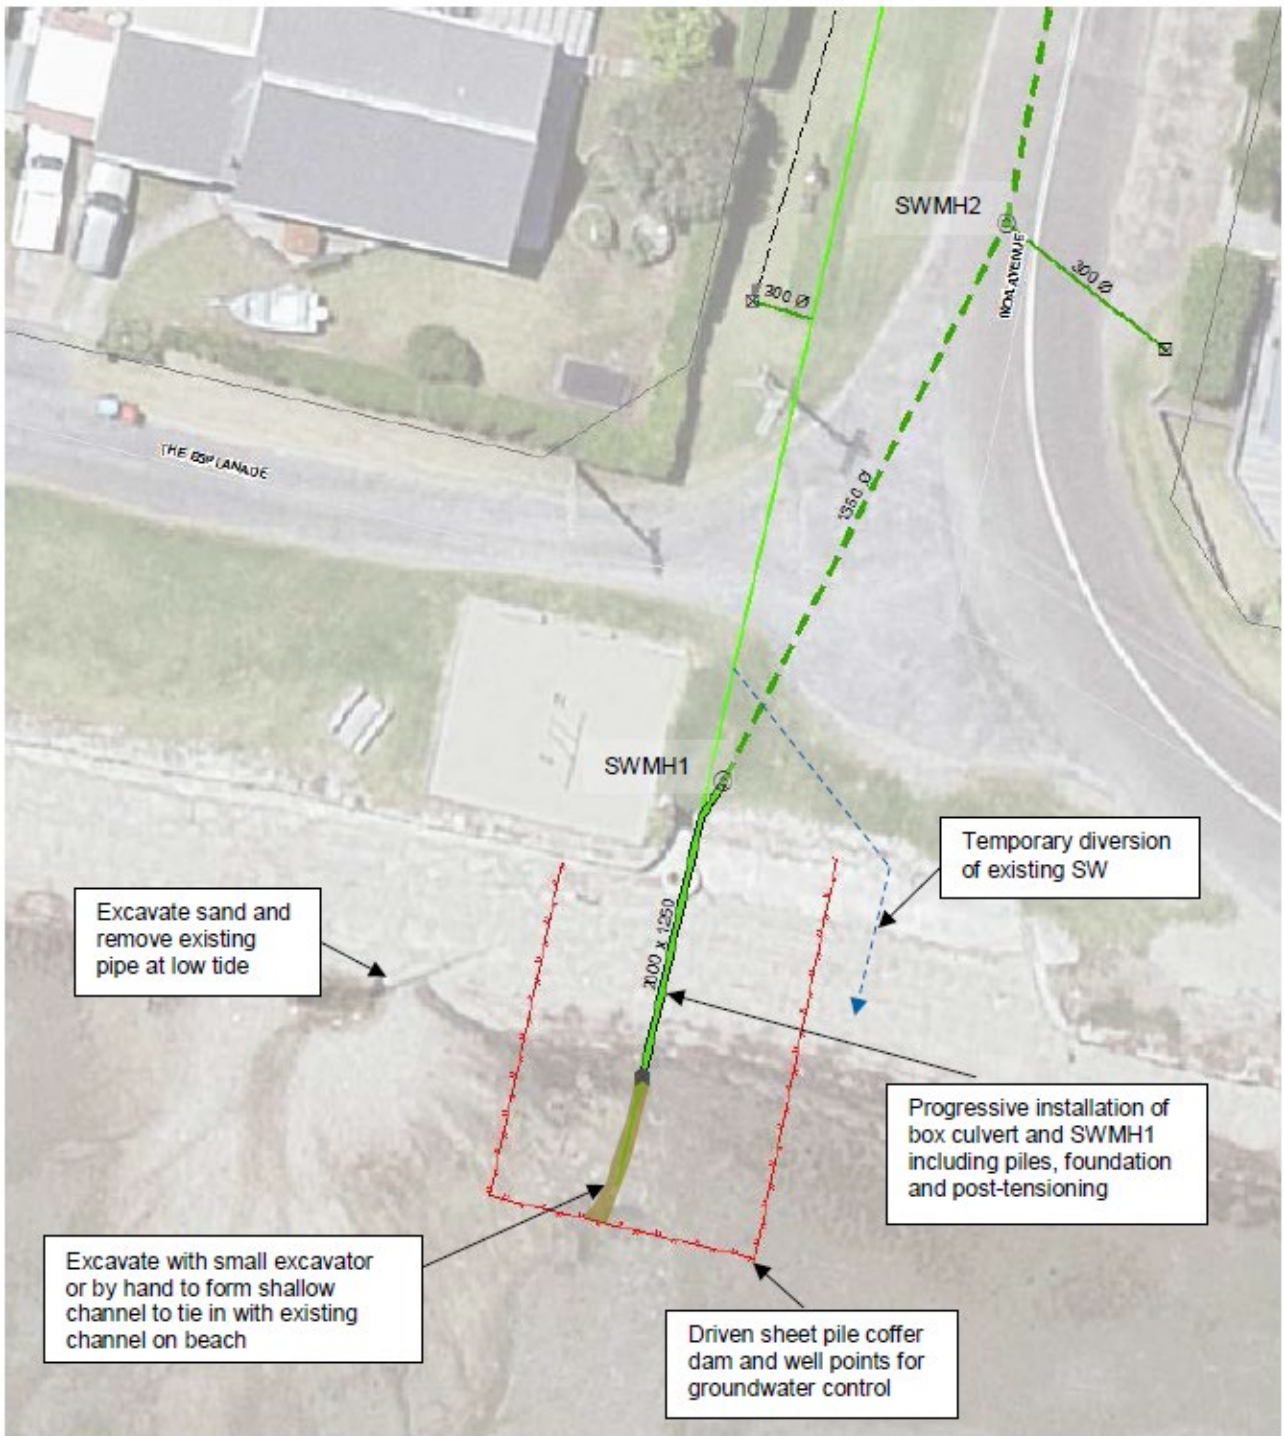 SWMH2
300 Ø
300 Ø
THE ESPLANADE
1350 Ø
SWMH1
Temporary diversion
of existing SW
Excavate sand and
remove existing
pipe at low tide
2000 x 1250
Progressive installation of
box culvert and SWMH1
including piles, foundation
and post-tensioning
Excavate with small excavator
or by hand to form shallow
channel to tie in with existing
channel on beach
Driven sheet pile coffer
dam and well points for
groundwater control